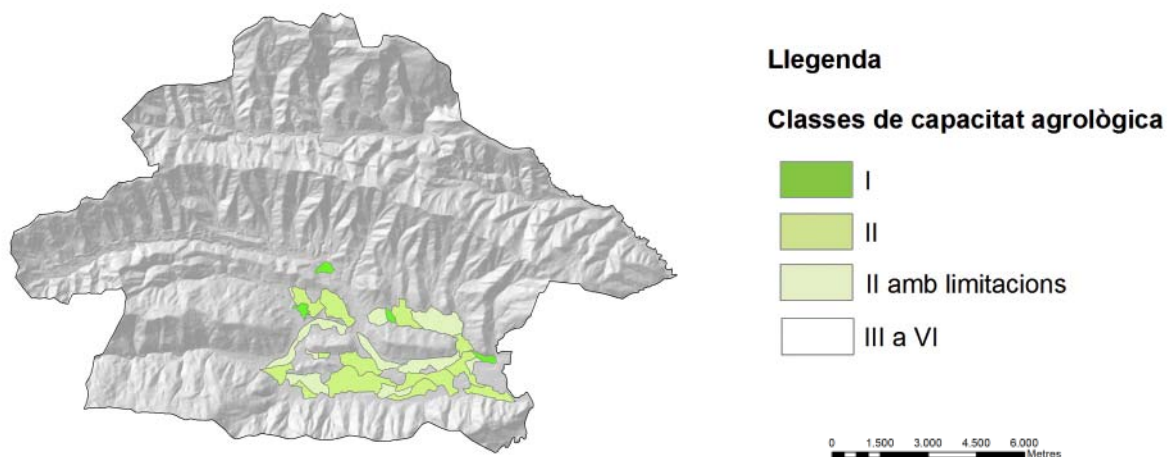 Llegenda
Classes de capacitat agrològica
I
II
II amb limitacions
III a VI
0 1.500 3.000 4.500 6.000
Metres